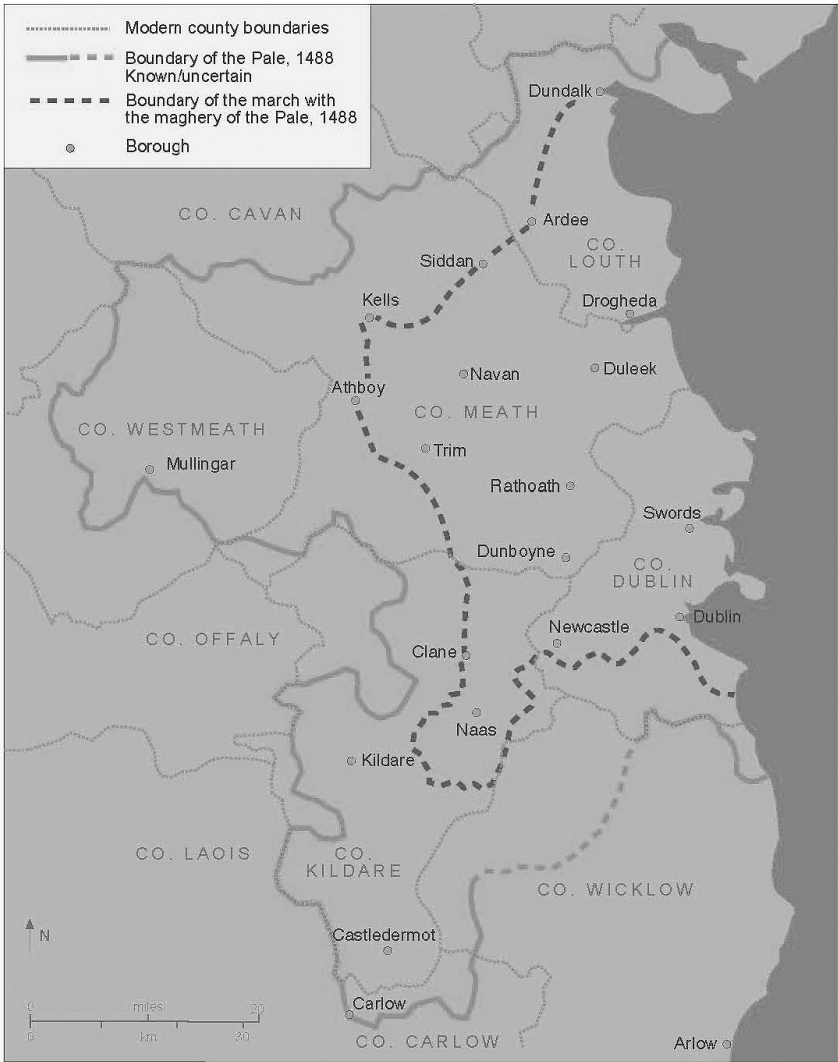 Modern county boundaries
Boundary of the Pale, 1488
Known/uncertain
Boundary of the march with
the maghery of the Pale, 1488
Borough
Dundalk
CO. CAVAN
Ardee
CO.
LOUTH
Siddan
Kells
Drogheda
Navan
Duleek
Athboy
CO. MEATH
CO. WESTMEATH
Trim
Mullingar
Rathoath
Swords
Dunboyne
CO.
DUBLIN
Dublin
Newcastle
CO. OFFALY
Clane
Naas
Kildare
CO. LAOIS
CO.
KILDARE
CO. WICKLOW
N
Castledermot
0 miles 20
0 km 30
Carlow
CO. CARLOW
Arlow